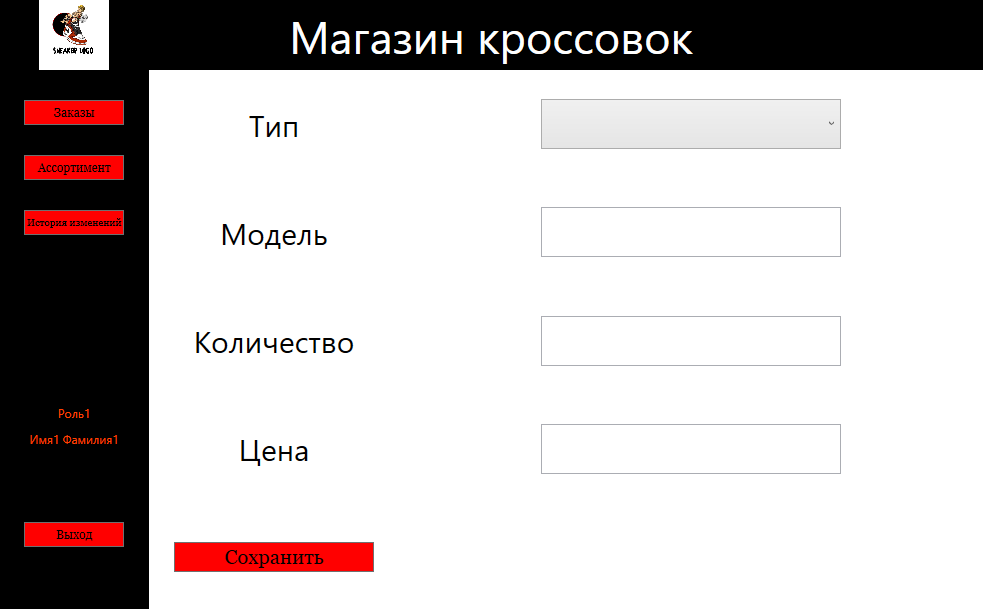 SNEAKER LOGO
Магазин кроссовок
Заказы
Ассортимент
История изменений
Роль1
Имя1 Фамилия1
Выход
Тип
Модель
Количество
Цена
Сохранить